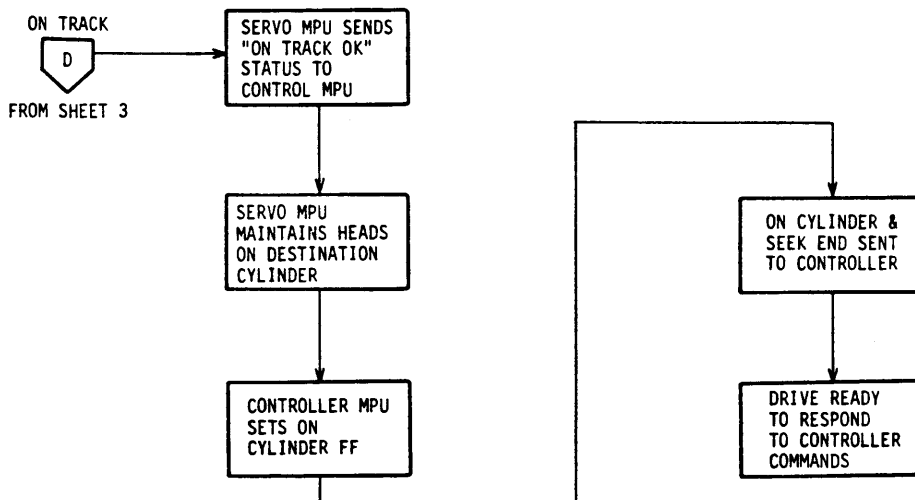 ON TRACK
D
FROM SHEET 3
SERVO MPU SENDS
"ON TRACK OK"
STATUS TO
CONTROL MPU
SERVO MPU
MAINTAINS HEADS
ON DESTINATION
CYLINDER
CONTROLLER MPU
SETS ON
CYLINDER FF
ON CYLINDER &
SEEK END SENT
TO CONTROLLER
DRIVE READY
TO RESPOND
TO CONTROLLER
COMMANDS